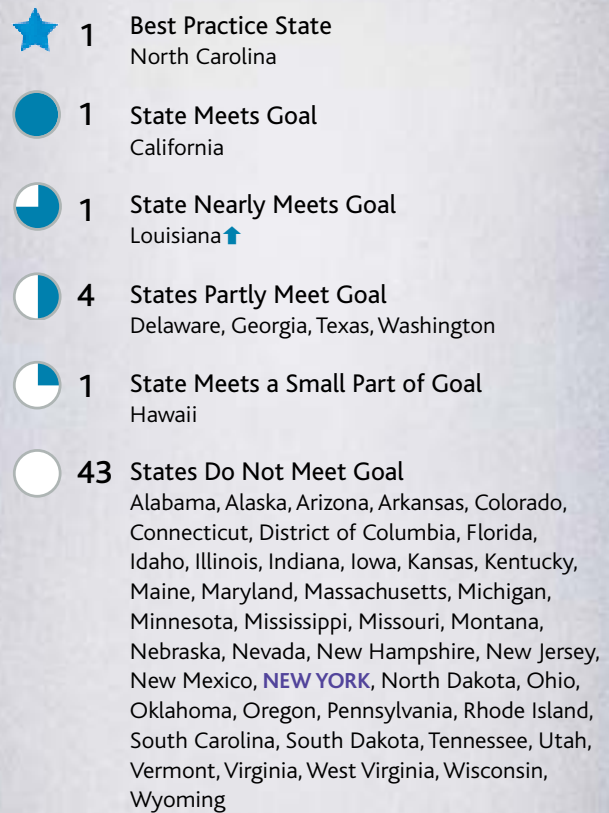 1 Best Practice State
North Carolina
1 State Meets Goal
California
1 State Nearly Meets Goal
Louisiana
4 States Partly Meet Goal
Delaware, Georgia, Texas, Washington
1 State Meets a Small Part of Goal
Hawaii
43 States Do Not Meet Goal
Alabama, Alaska, Arizona, Arkansas, Colorado,
Connecticut, District of Columbia, Florida,
Idaho, Illinois, Indiana, Iowa, Kansas, Kentucky,
Maine, Maryland, Massachusetts, Michigan,
Minnesota, Mississippi, Missouri, Montana,
Nebraska, Nevada, New Hampshire, New Jersey,
New Mexico, NEW YORK, North Dakota, Ohio,
Oklahoma, Oregon, Pennsylvania, Rhode Island,
South Carolina, South Dakota, Tennessee, Utah,
Vermont, Virginia, West Virginia, Wisconsin,
Wyoming